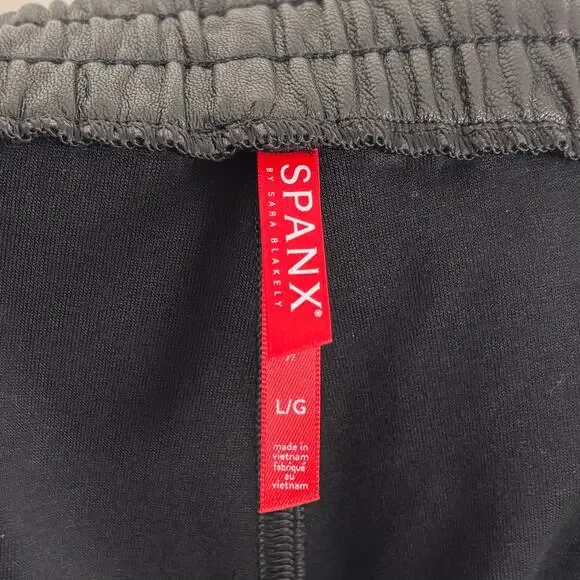 SPANX®
BY SARA BLAKELY
L/G
made in
vietnam
fabriqué
au
vietnam